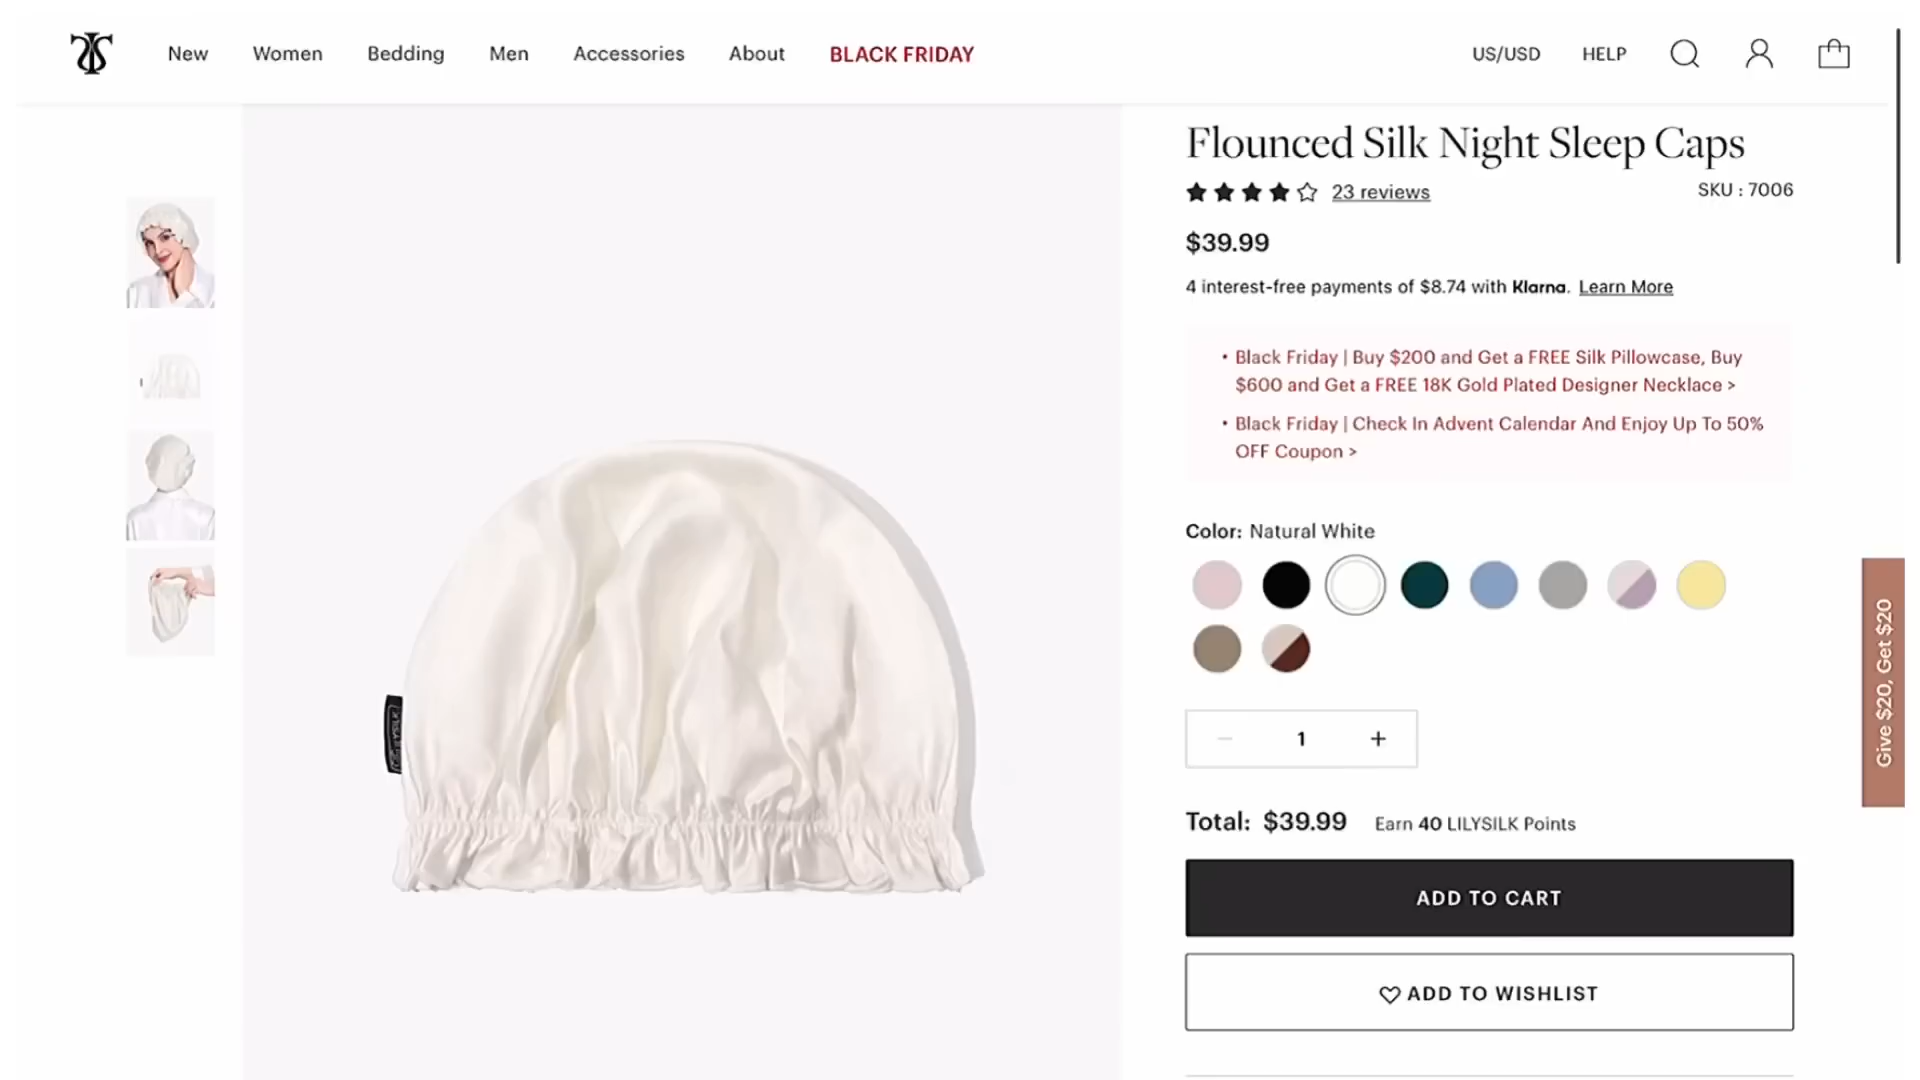 New Women Bedding Men Accessories About BLACK FRIDAY US/USD HELP
Flounced Silk Night Sleep Caps
23 reviews SKU : 7006
$39.99
4 interest-free payments of $8.74 with Klarna. Learn More
• Black Friday | Buy $200 and Get a FREE Silk Pillowcase, Buy
$600 and Get a FREE 18K Gold Plated Designer Necklace >
• Black Friday | Check In Advent Calendar And Enjoy Up To 50%
OFF Coupon >
Color: Natural White
− 1 +
Give $20, Get $20
Total: $39.99 Earn 40 LILYSILK Points
ADD TO CART
ADD TO WISHLIST